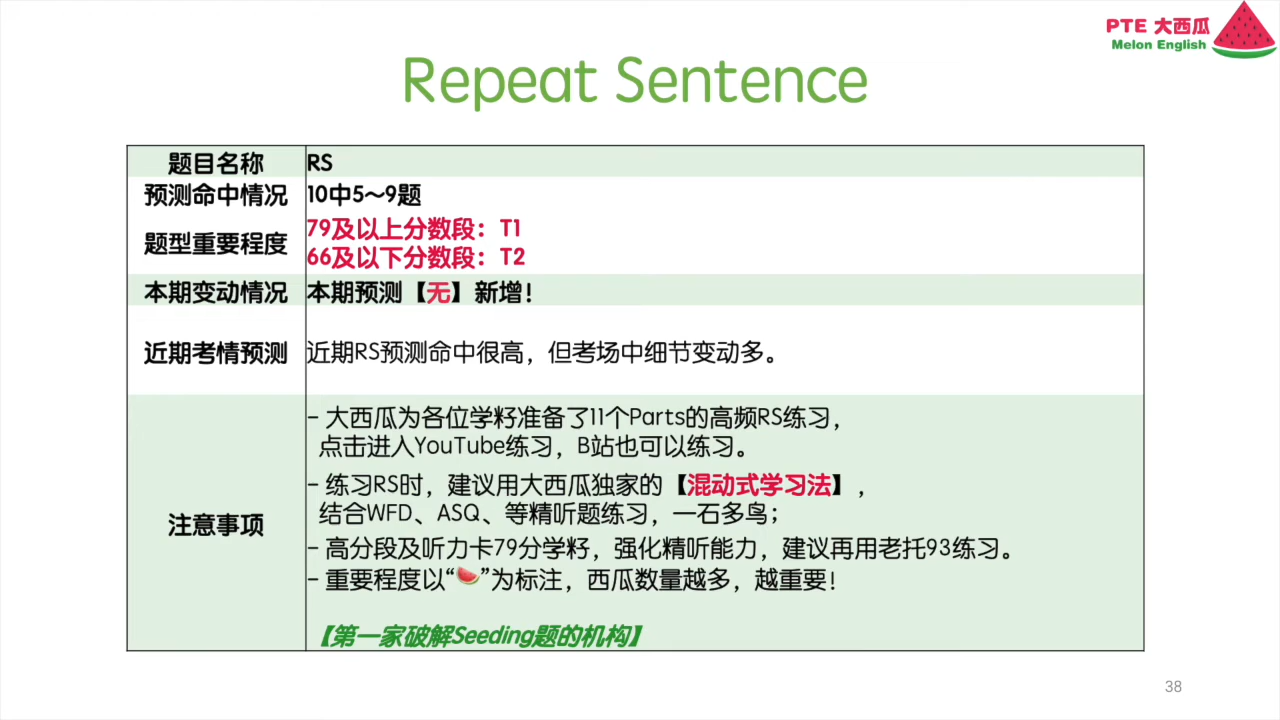 PTE 大西瓜
Melon English
Repeat Sentence
题目名称 RS
预测命中情况 10中5～9题
题型重要程度 79及以上分数段：T1
66及以下分数段：T2
本期变动情况 本期预测【无】新增！
近期考情预测 近期RS预测命中很高，但考场中细节变动多。
注意事项
- 大西瓜为各位学籽准备了11个Parts的高频RS练习，
点击进入YouTube练习，B站也可以练习。
- 练习RS时，建议用大西瓜独家的【混动式学习法】，
结合WFD、ASQ、等精听题练习，一石多鸟；
- 高分段及听力卡79分学籽，强化精听能力，建议再用老托93练习。
- 重要程度以“🍉”为标注，西瓜数量越多，越重要！
【第一家破解Seeding题的机构】
38